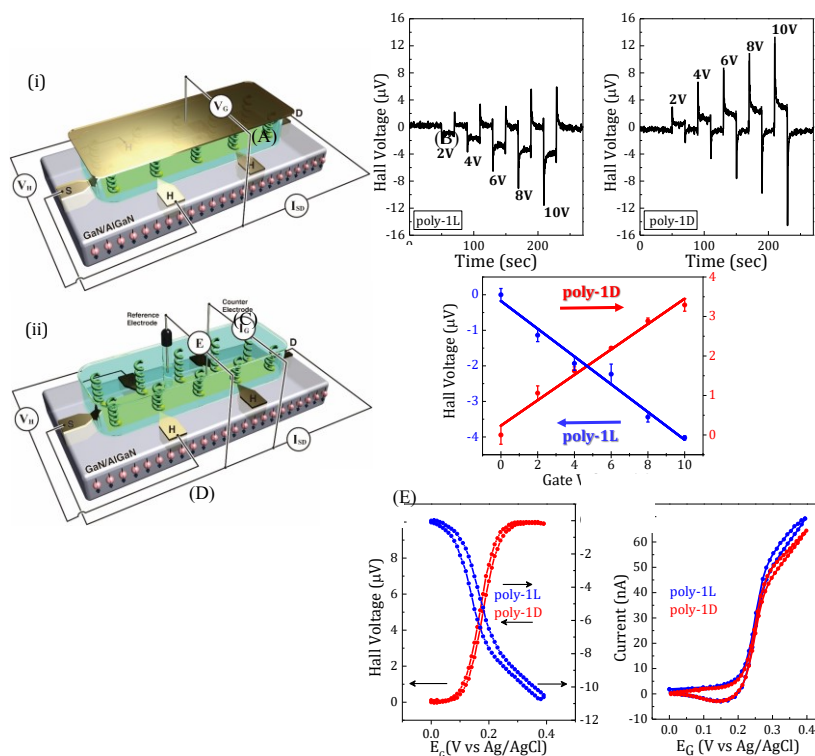 (i)
V_G
(A)
D
V_H
S
H
H
GaN/AlGaN
I_SD
16
12
8
4
0
-4
-8
-12
-16
Hall Voltage (μV)
(B)
2V
4V
6V
8V
10V
poly-1L
0
100
200
Time (sec)
16
12
8
4
0
-4
-8
-12
-16
Hall Voltage (μV)
2V
4V
6V
8V
10V
poly-1D
0
100
200
Time (sec)
(ii)
Reference
Electrode
Counter
Electrode
(C)
I_G
E
D
V_H
S
H
H
GaN/AlGaN
I_SD
(D)
0
-1
-2
-3
-4
Hall Voltage (μV)
poly-1D
poly-1L
4
3
2
1
0
0
2
4
6
8
10
Gate V
(E)
8
6
4
2
0
Hall Voltage (μV)
poly-1L
poly-1D
-2
-4
-6
-8
-10
-12
0.0
0.2
0.4
E_G(V vs Ag/AgCl)
60
50
40
30
20
10
0
-10
Current (nA)
poly-1L
poly-1D
0.0
0.1
0.2
0.3
0.4
E_G (V vs Ag/AgCl)